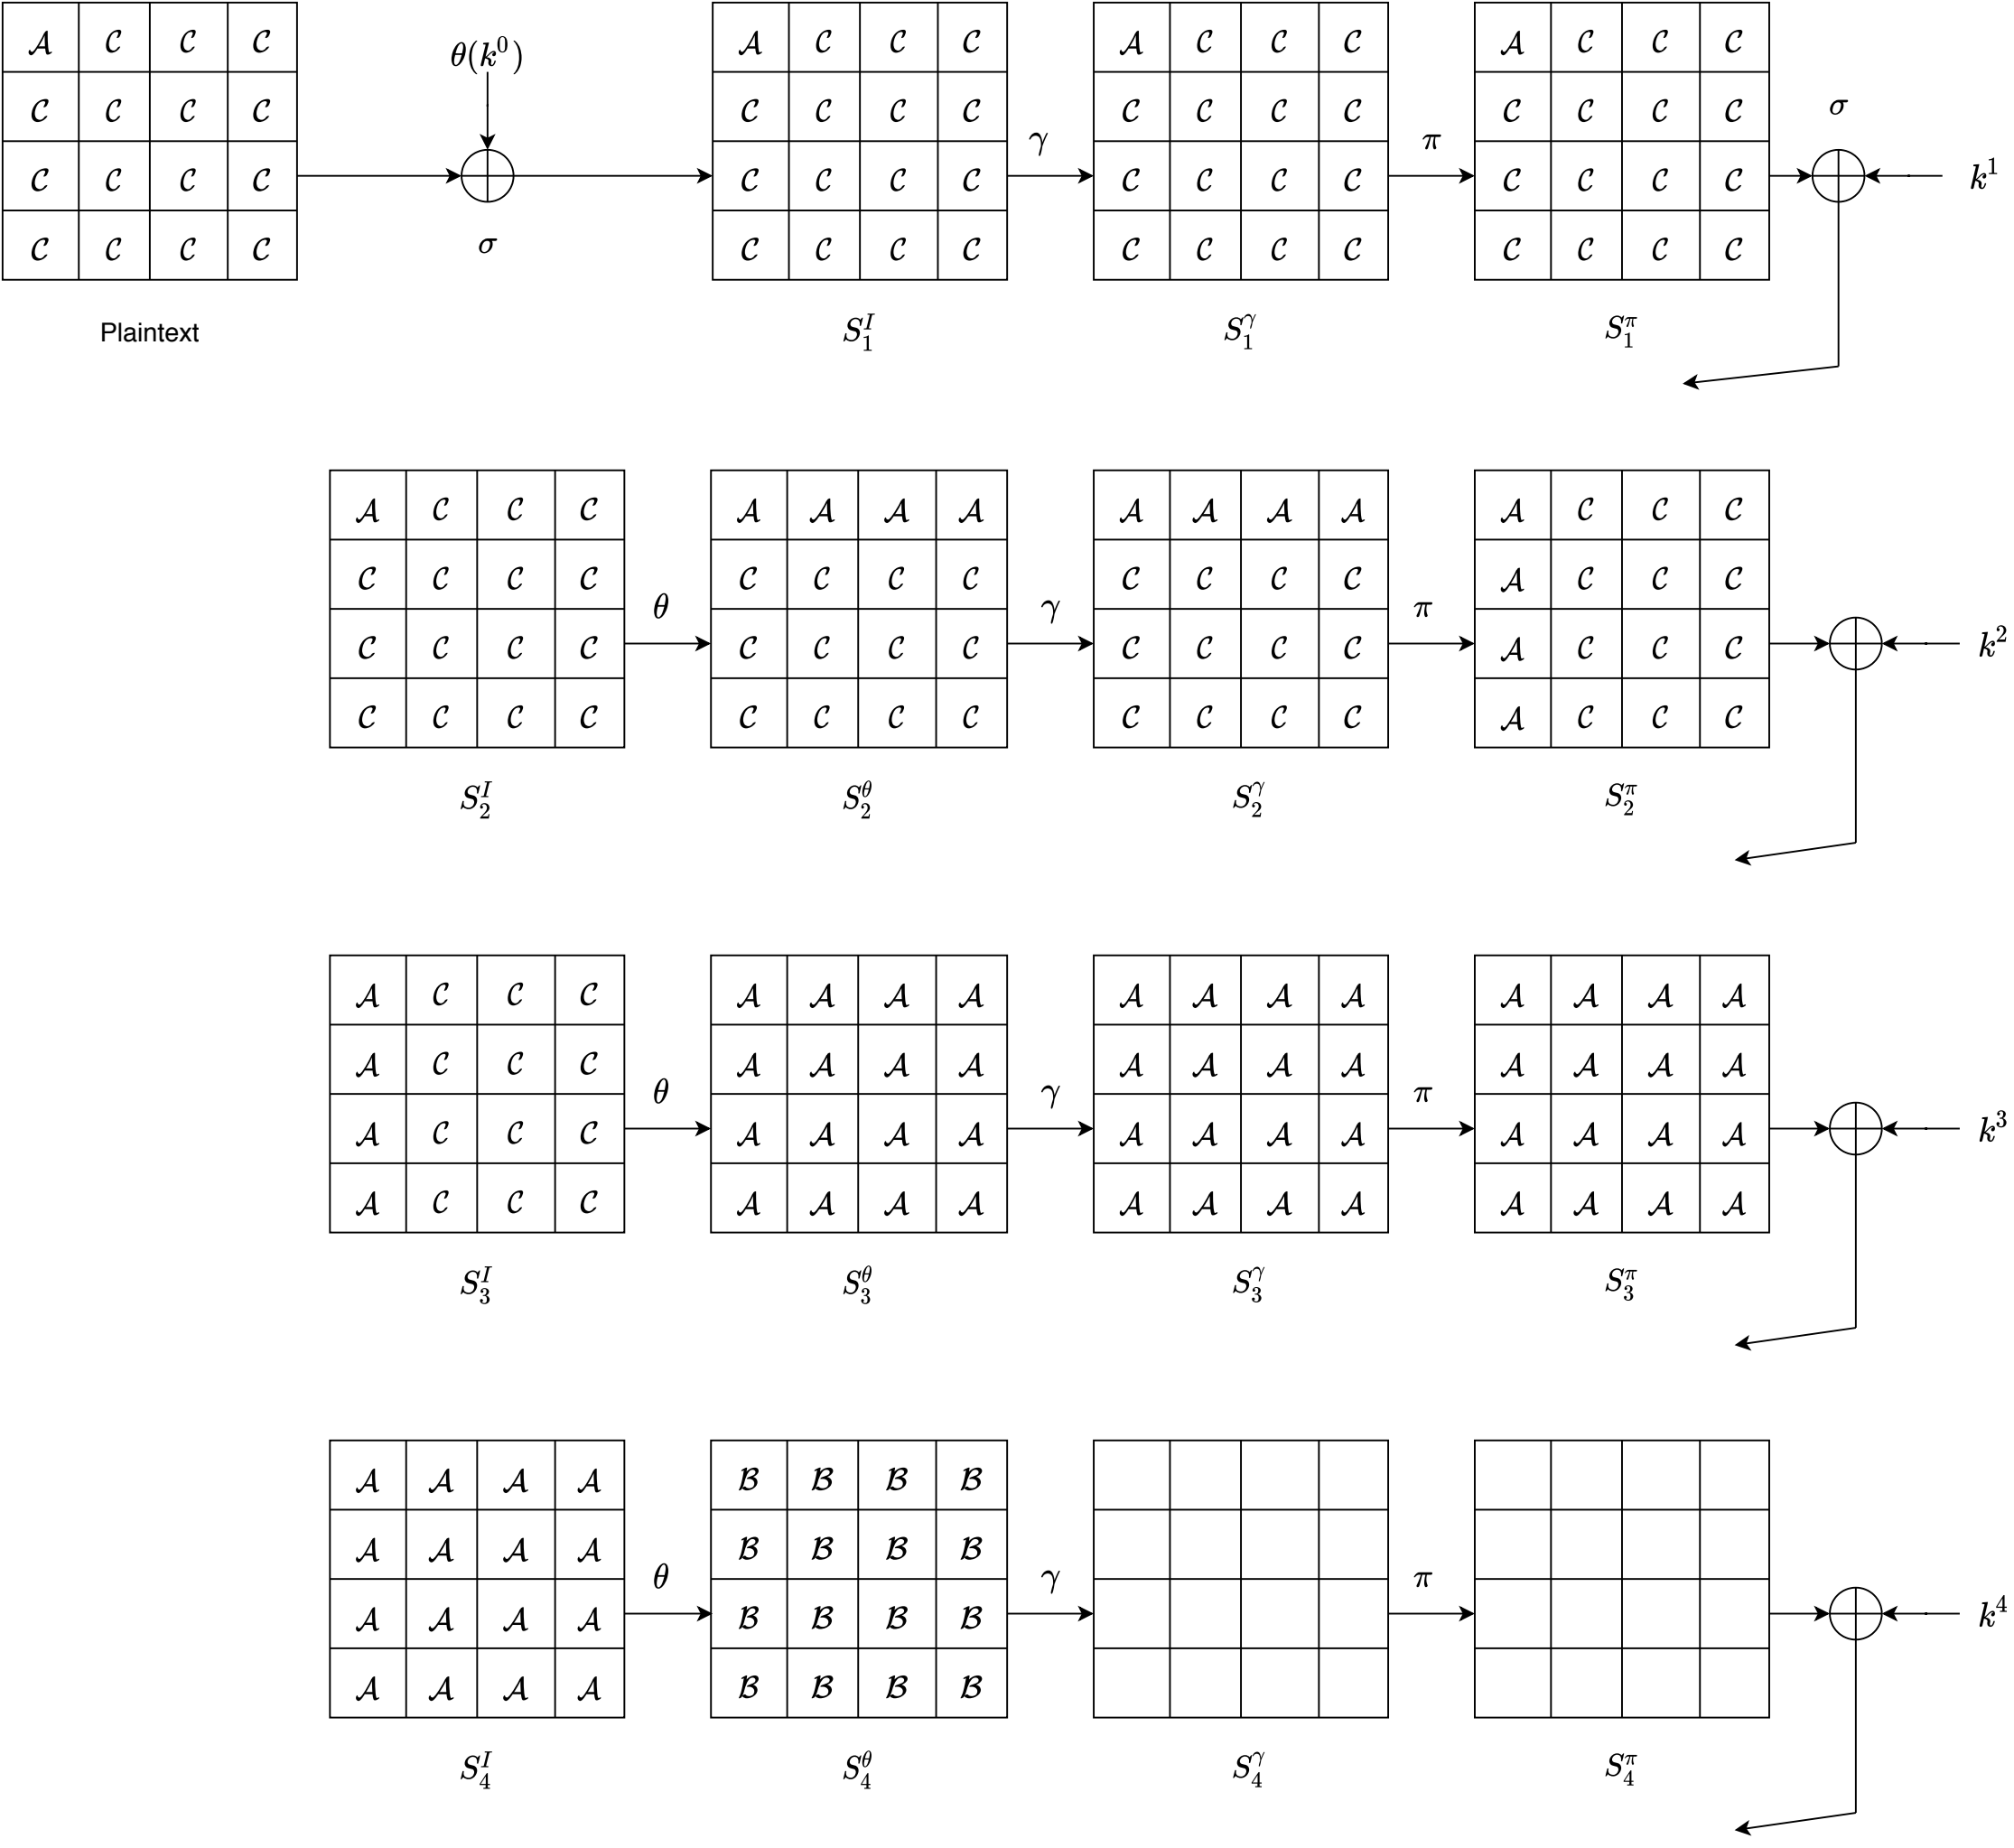 θ(k⁰)
𝒜 𝒞 𝒞 𝒞 𝒜 𝒞 𝒞 𝒞 𝒜 𝒞 𝒞 𝒞 𝒜 𝒞 𝒞 𝒞
𝒞 𝒞 𝒞 𝒞 𝒞 𝒞 𝒞 𝒞 𝒞 𝒞 𝒞 𝒞 𝒞 𝒞 𝒞 𝒞 σ
γ π
𝒞 𝒞 𝒞 𝒞 𝒞 𝒞 𝒞 𝒞 𝒞 𝒞 𝒞 𝒞 𝒞 𝒞 𝒞 𝒞 k¹
𝒞 𝒞 𝒞 𝒞 σ 𝒞 𝒞 𝒞 𝒞 𝒞 𝒞 𝒞 𝒞 𝒞 𝒞 𝒞 𝒞
Plaintext S₁ᴵ S₁^γ S₁^π
𝒜 𝒞 𝒞 𝒞 𝒜 𝒜 𝒜 𝒜 𝒜 𝒜 𝒜 𝒜 𝒜 𝒞 𝒞 𝒞
𝒞 𝒞 𝒞 𝒞 𝒞 𝒞 𝒞 𝒞 𝒞 𝒞 𝒞 𝒞 𝒜 𝒞 𝒞 𝒞
θ γ π
𝒞 𝒞 𝒞 𝒞 𝒞 𝒞 𝒞 𝒞 𝒞 𝒞 𝒞 𝒞 𝒜 𝒞 𝒞 𝒞 k²
𝒞 𝒞 𝒞 𝒞 𝒞 𝒞 𝒞 𝒞 𝒞 𝒞 𝒞 𝒞 𝒜 𝒞 𝒞 𝒞
S₂ᴵ S₂^θ S₂^γ S₂^π
𝒜 𝒞 𝒞 𝒞 𝒜 𝒜 𝒜 𝒜 𝒜 𝒜 𝒜 𝒜 𝒜 𝒜 𝒜 𝒜
𝒜 𝒞 𝒞 𝒞 𝒜 𝒜 𝒜 𝒜 𝒜 𝒜 𝒜 𝒜 𝒜 𝒜 𝒜 𝒜
θ γ π
𝒜 𝒞 𝒞 𝒞 𝒜 𝒜 𝒜 𝒜 𝒜 𝒜 𝒜 𝒜 𝒜 𝒜 𝒜 𝒜 k³
𝒜 𝒞 𝒞 𝒞 𝒜 𝒜 𝒜 𝒜 𝒜 𝒜 𝒜 𝒜 𝒜 𝒜 𝒜 𝒜
S₃ᴵ S₃^θ S₃^γ S₃^π
𝒜 𝒜 𝒜 𝒜 ℬ ℬ ℬ ℬ
𝒜 𝒜 𝒜 𝒜 ℬ ℬ ℬ ℬ
θ γ π
𝒜 𝒜 𝒜 𝒜 ℬ ℬ ℬ ℬ k⁴
𝒜 𝒜 𝒜 𝒜 ℬ ℬ ℬ ℬ
S₄ᴵ S₄^θ S₄^γ S₄^π